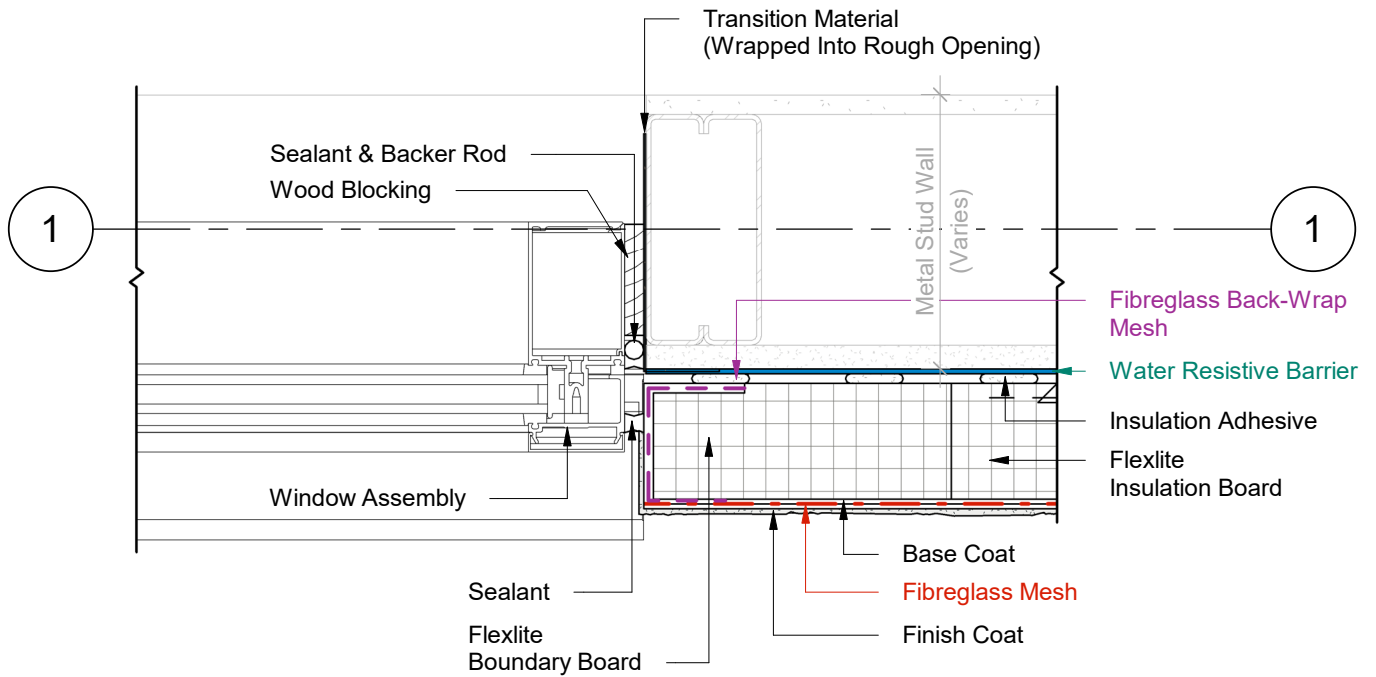 Transition Material
(Wrapped Into Rough Opening)
Sealant & Backer Rod
Wood Blocking
1
1
Metal Stud Wall
(Varies)
Fibreglass Back-Wrap
Mesh
Water Resistive Barrier
Insulation Adhesive
Flexlite
Insulation Board
Window Assembly
Base Coat
Sealant
Fibreglass Mesh
Flexlite
Boundary Board
Finish Coat